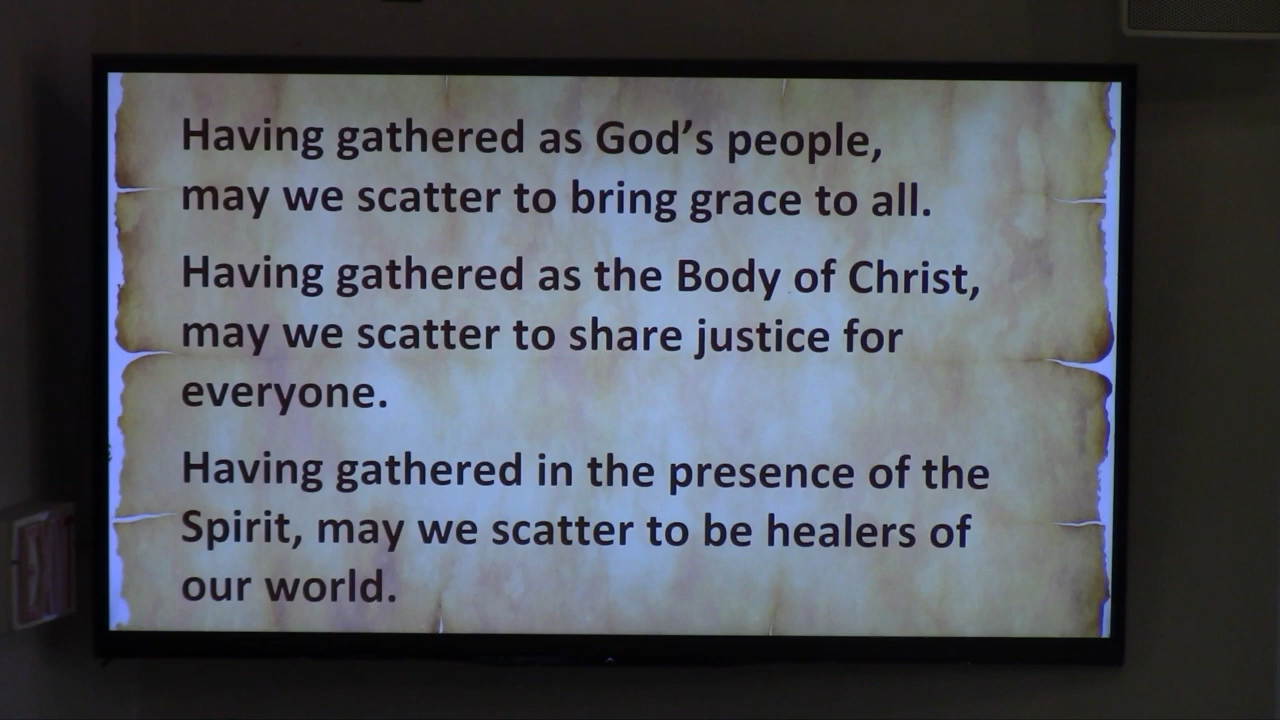 Having gathered as God's people,
may we scatter to bring grace to all.
Having gathered as the Body of Christ,
may we scatter to share justice for
everyone.
Having gathered in the presence of the
Spirit, may we scatter to be healers of
our world.